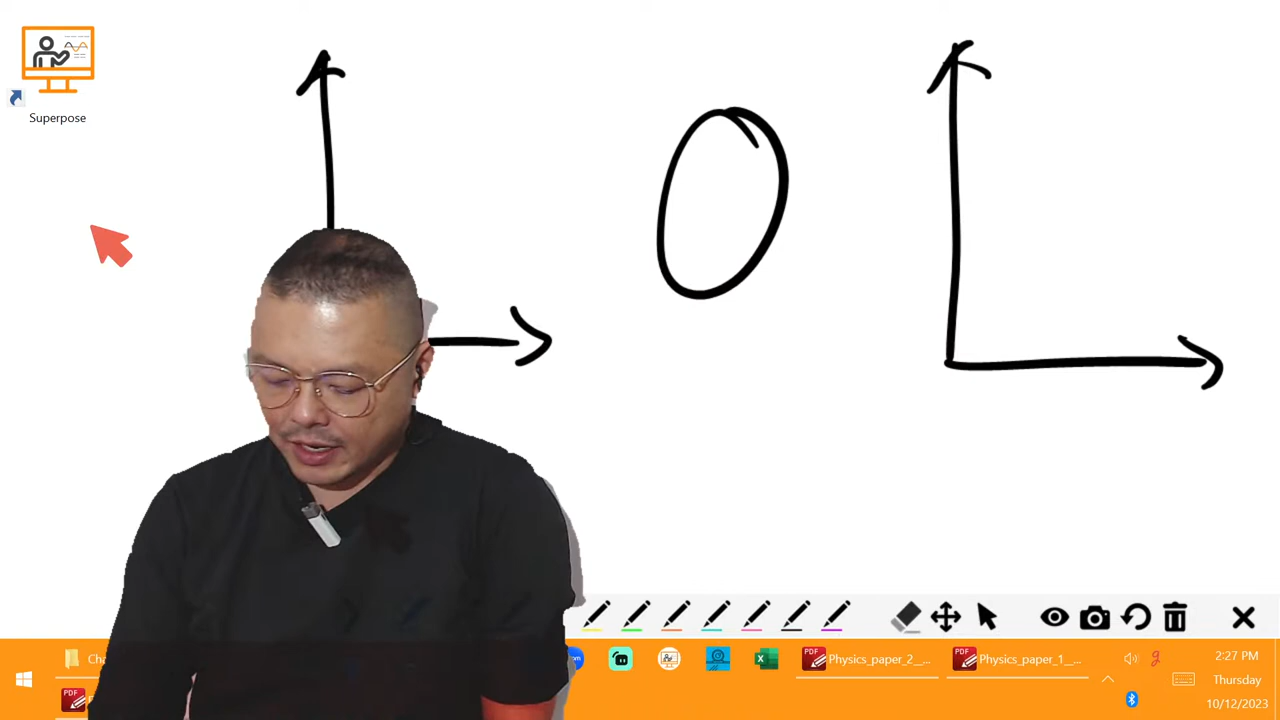 Superpose
Physics_paper_2_...
Physics_paper_1_...
2:27 PM
Thursday
10/12/2023